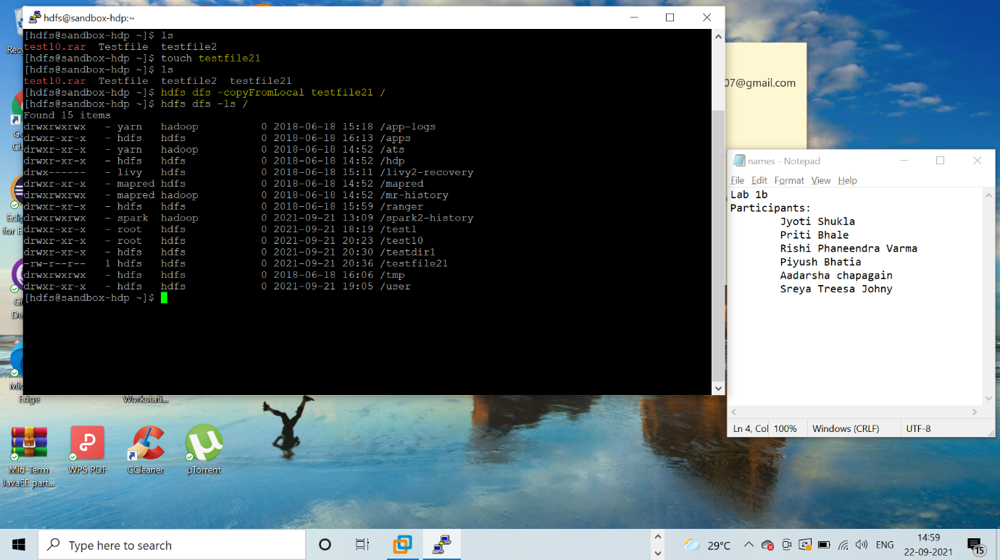 hdfs@sandbox-hdp:~
[hdfs@sandbox-hdp ~]$ ls
test10.rar  Testfile  testfile2
[hdfs@sandbox-hdp ~]$ touch testfile21
[hdfs@sandbox-hdp ~]$ ls
test10.rar  Testfile  testfile2  testfile21
[hdfs@sandbox-hdp ~]$ hdfs dfs -copyFromLocal testfile21 /
[hdfs@sandbox-hdp ~]$ hdfs dfs -ls /
Found 15 items
drwxrwxrwx   - yarn   hadoop          0 2018-06-18 15:18 /app-logs
drwxr-xr-x   - hdfs   hdfs            0 2018-06-18 16:13 /apps
drwxr-xr-x   - yarn   hadoop          0 2018-06-18 14:52 /ats
drwxr-xr-x   - hdfs   hdfs            0 2018-06-18 14:52 /hdp
drwx------   - livy   hdfs            0 2018-06-18 15:11 /livy2-recovery
drwxr-xr-x   - mapred hdfs            0 2018-06-18 14:52 /mapred
drwxrwxrwx   - mapred hadoop          0 2018-06-18 14:52 /mr-history
drwxr-xr-x   - hdfs   hdfs            0 2018-06-18 15:59 /ranger
drwxrwxrwx   - spark  hadoop          0 2021-09-21 13:09 /spark2-history
drwxr-xr-x   - root   hdfs            0 2021-09-21 18:19 /test1
drwxr-xr-x   - root   hdfs            0 2021-09-21 20:23 /test10
drwxr-xr-x   - hdfs   hdfs            0 2021-09-21 20:30 /testdir1
-rw-r--r--   1 hdfs   hdfs            0 2021-09-21 20:36 /testfile21
drwxrwxrwx   - hdfs   hdfs            0 2018-06-18 16:06 /tmp
drwxr-xr-x   - hdfs   hdfs            0 2021-09-21 19:05 /user
[hdfs@sandbox-hdp ~]$
07@gmail.com
names - Notepad
File Edit Format View Help
Lab 1b
Participants:
Jyoti Shukla
Priti Bhale
Rishi Phaneendra Varma
Piyush Bhatia
Aadarsha chapagain
Sreya Treesa Johny
Ln 4, Col 100% Windows (CRLF) UTF-8
Edge
Workstati...
Mid-Term
JavaEE part...
WPS PDF
CCleaner
µTorrent
Type here to search
29°C
ENG
14:59
22-09-2021
15